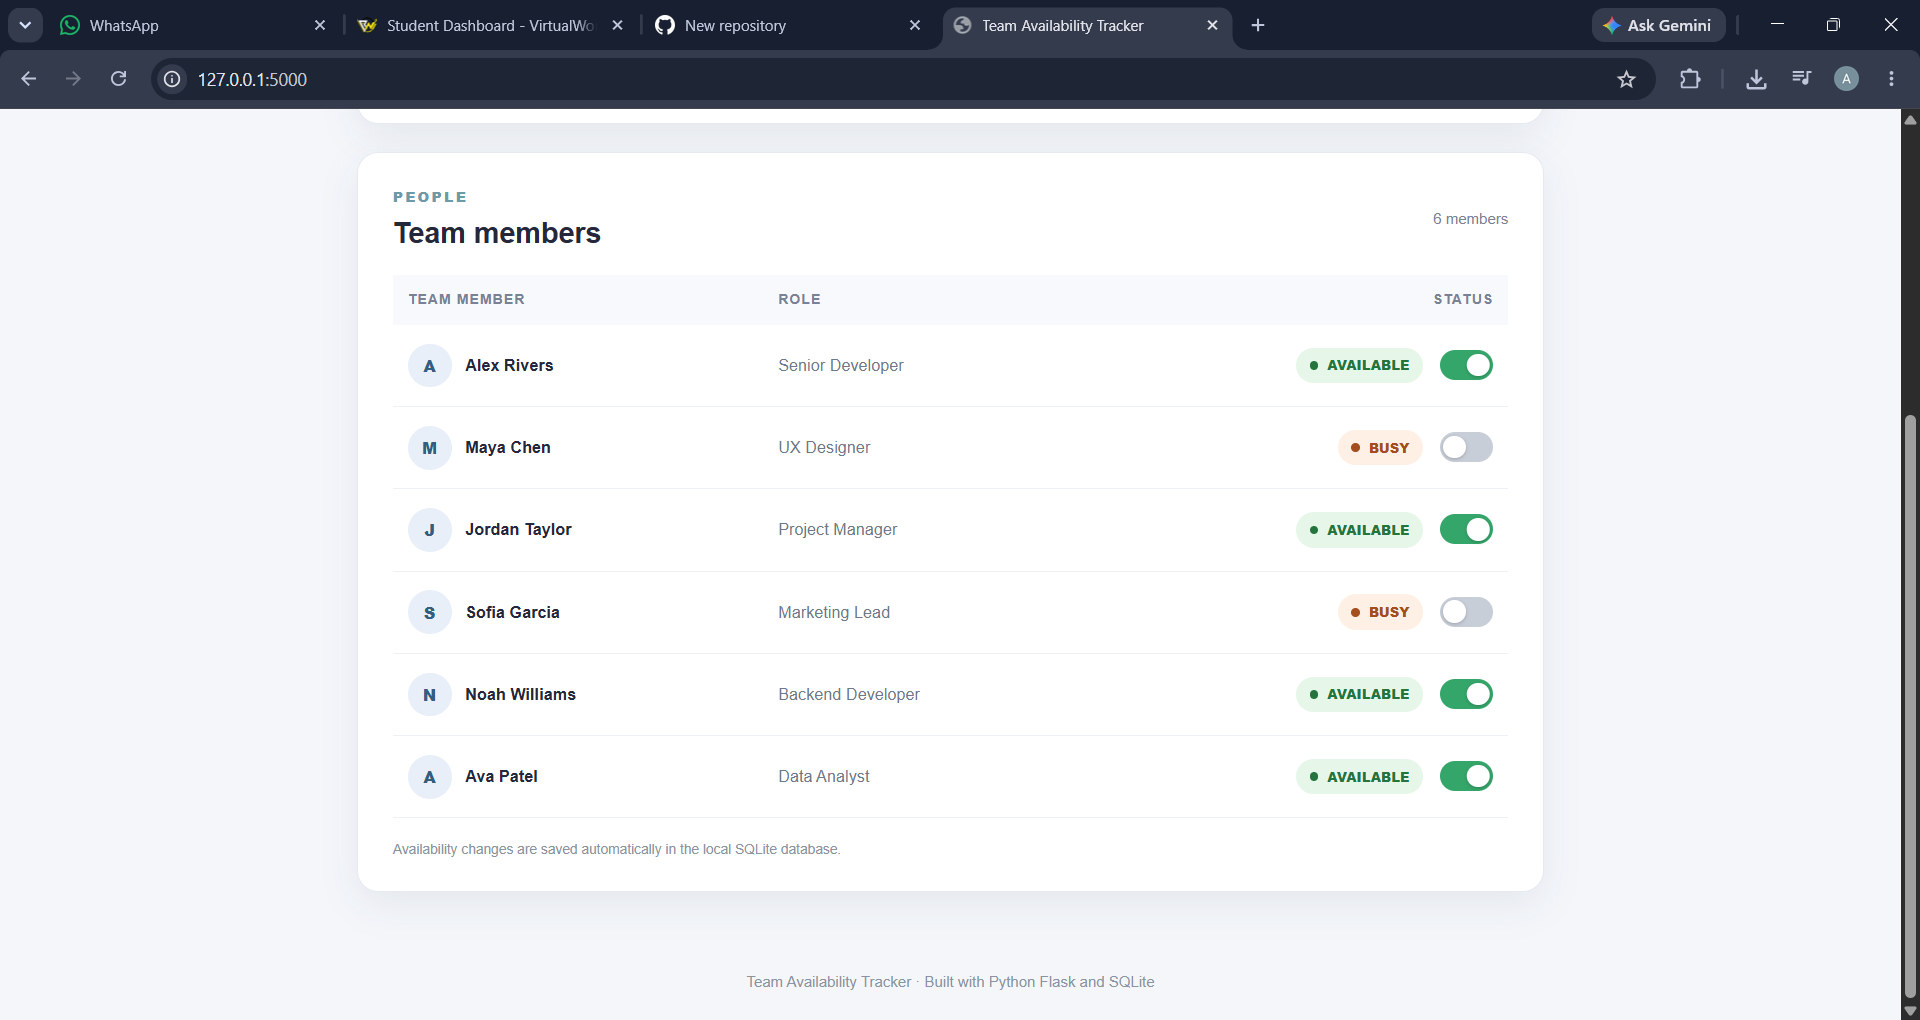 WhatsApp
Student Dashboard - VirtualWo
New repository
Team Availability Tracker
Ask Gemini
127.0.0.1:5000
A
PEOPLE
Team members
6 members
TEAM MEMBER ROLE STATUS
A Alex Rivers Senior Developer AVAILABLE
M Maya Chen UX Designer BUSY
J Jordan Taylor Project Manager AVAILABLE
S Sofia Garcia Marketing Lead BUSY
N Noah Williams Backend Developer AVAILABLE
A Ava Patel Data Analyst AVAILABLE
Availability changes are saved automatically in the local SQLite database.
Team Availability Tracker · Built with Python Flask and SQLite